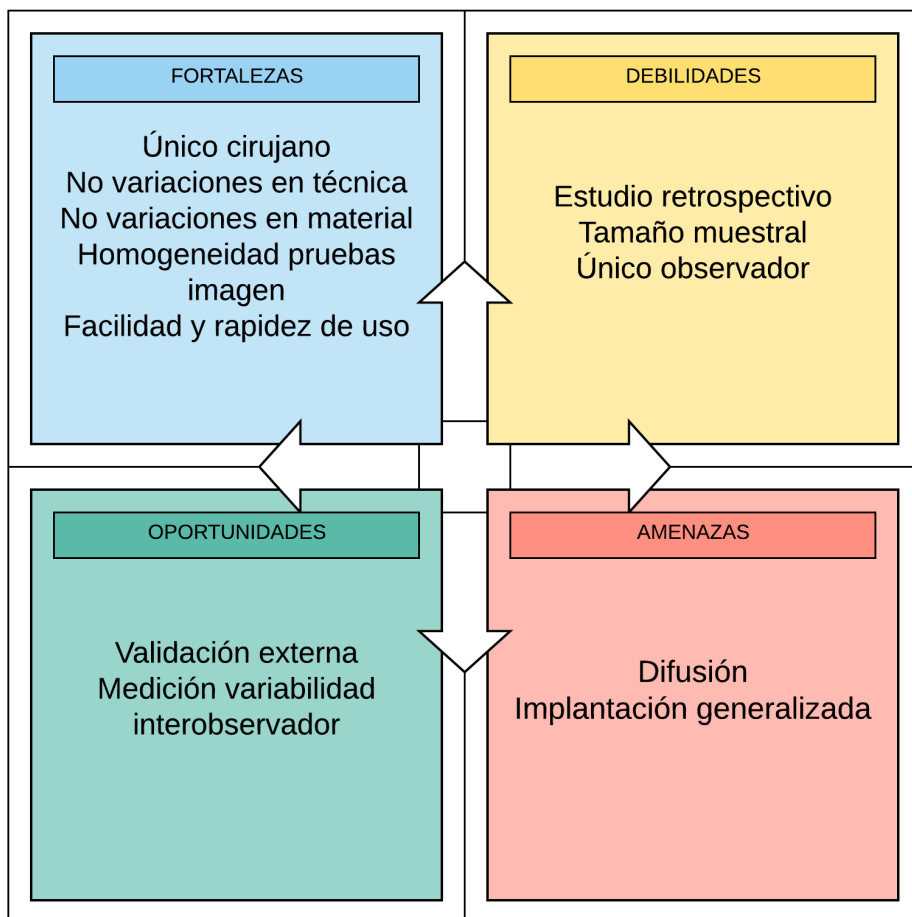 FORTALEZAS
Único cirujano
No variaciones en técnica
No variaciones en material
Homogeneidad pruebas
imagen
Facilidad y rapidez de uso
DEBILIDADES
Estudio retrospectivo
Tamaño muestral
Único observador
OPORTUNIDADES
Validación externa
Medición variabilidad
interobservador
AMENAZAS
Difusión
Implantación generalizada